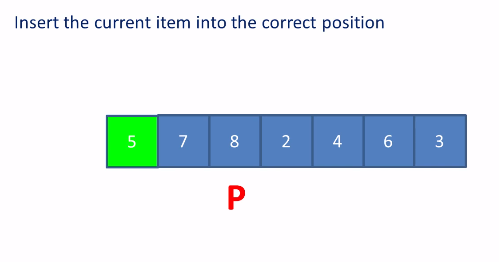 Insert the current item into the correct position
5 7 8 2 4 6 3
P